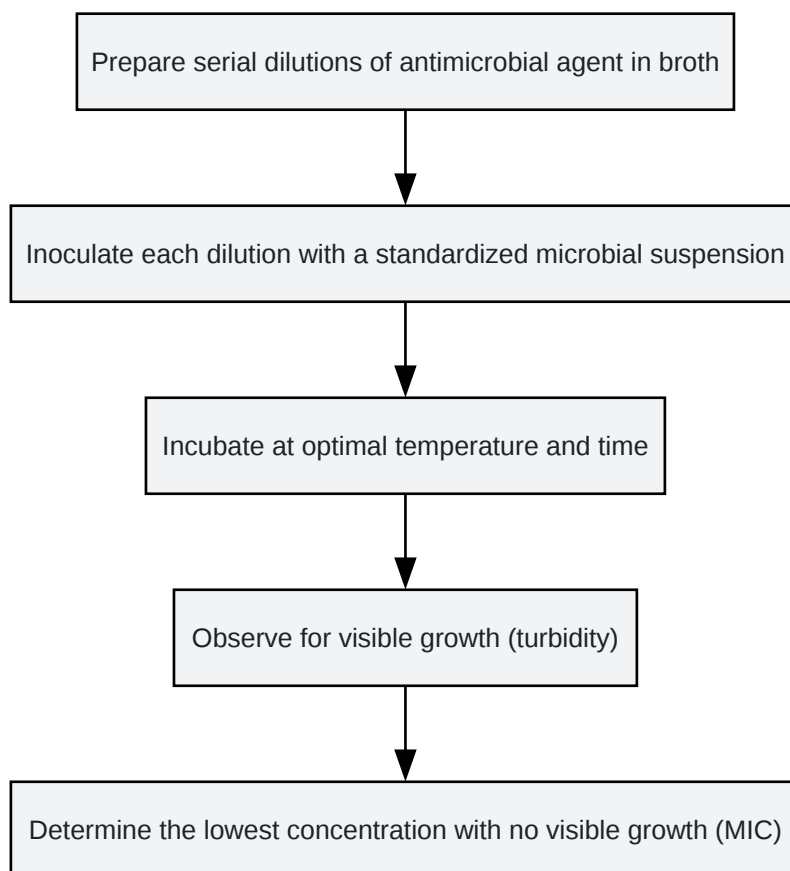 Prepare serial dilutions of antimicrobial agent in broth
Inoculate each dilution with a standardized microbial suspension
Incubate at optimal temperature and time
Observe for visible growth (turbidity)
Determine the lowest concentration with no visible growth (MIC)